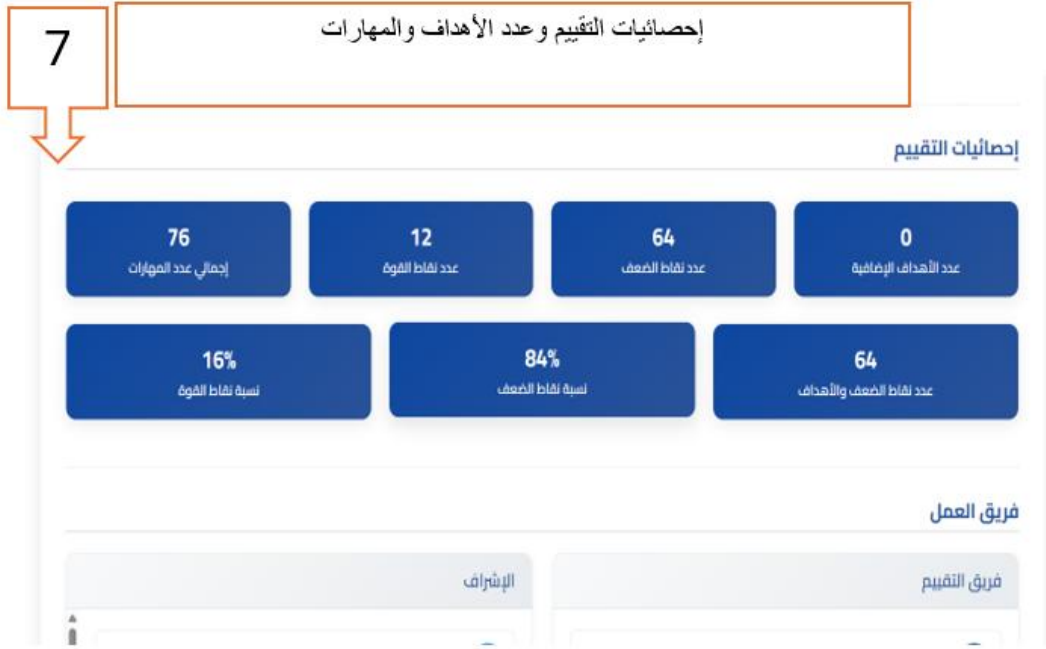 7
إحصائيات التقييم وعدد الأهداف والمهارات
إحصائيات التقييم
0
عدد الأهداف الإضافية
64
عدد نقاط الضعف
12
عدد نقاط القوة
76
إجمالي عدد المهارات
64
عدد نقاط الضعف والأهداف
84%
نسبة نقاط الضعف
16%
نسبة نقاط القوة
فريق العمل
فريق التقييم
الإشراف